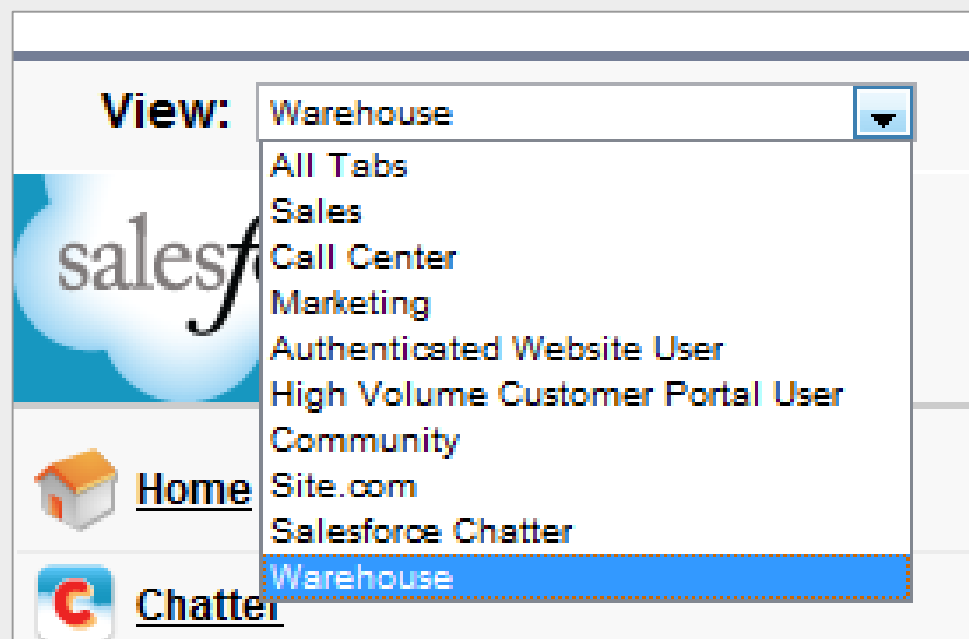 View: Warehouse
All Tabs
Sales
Call Center
Marketing
Authenticated Website User
High Volume Customer Portal User
Community
Site.com
Salesforce Chatter
Warehouse
salesf
Home
Chatter